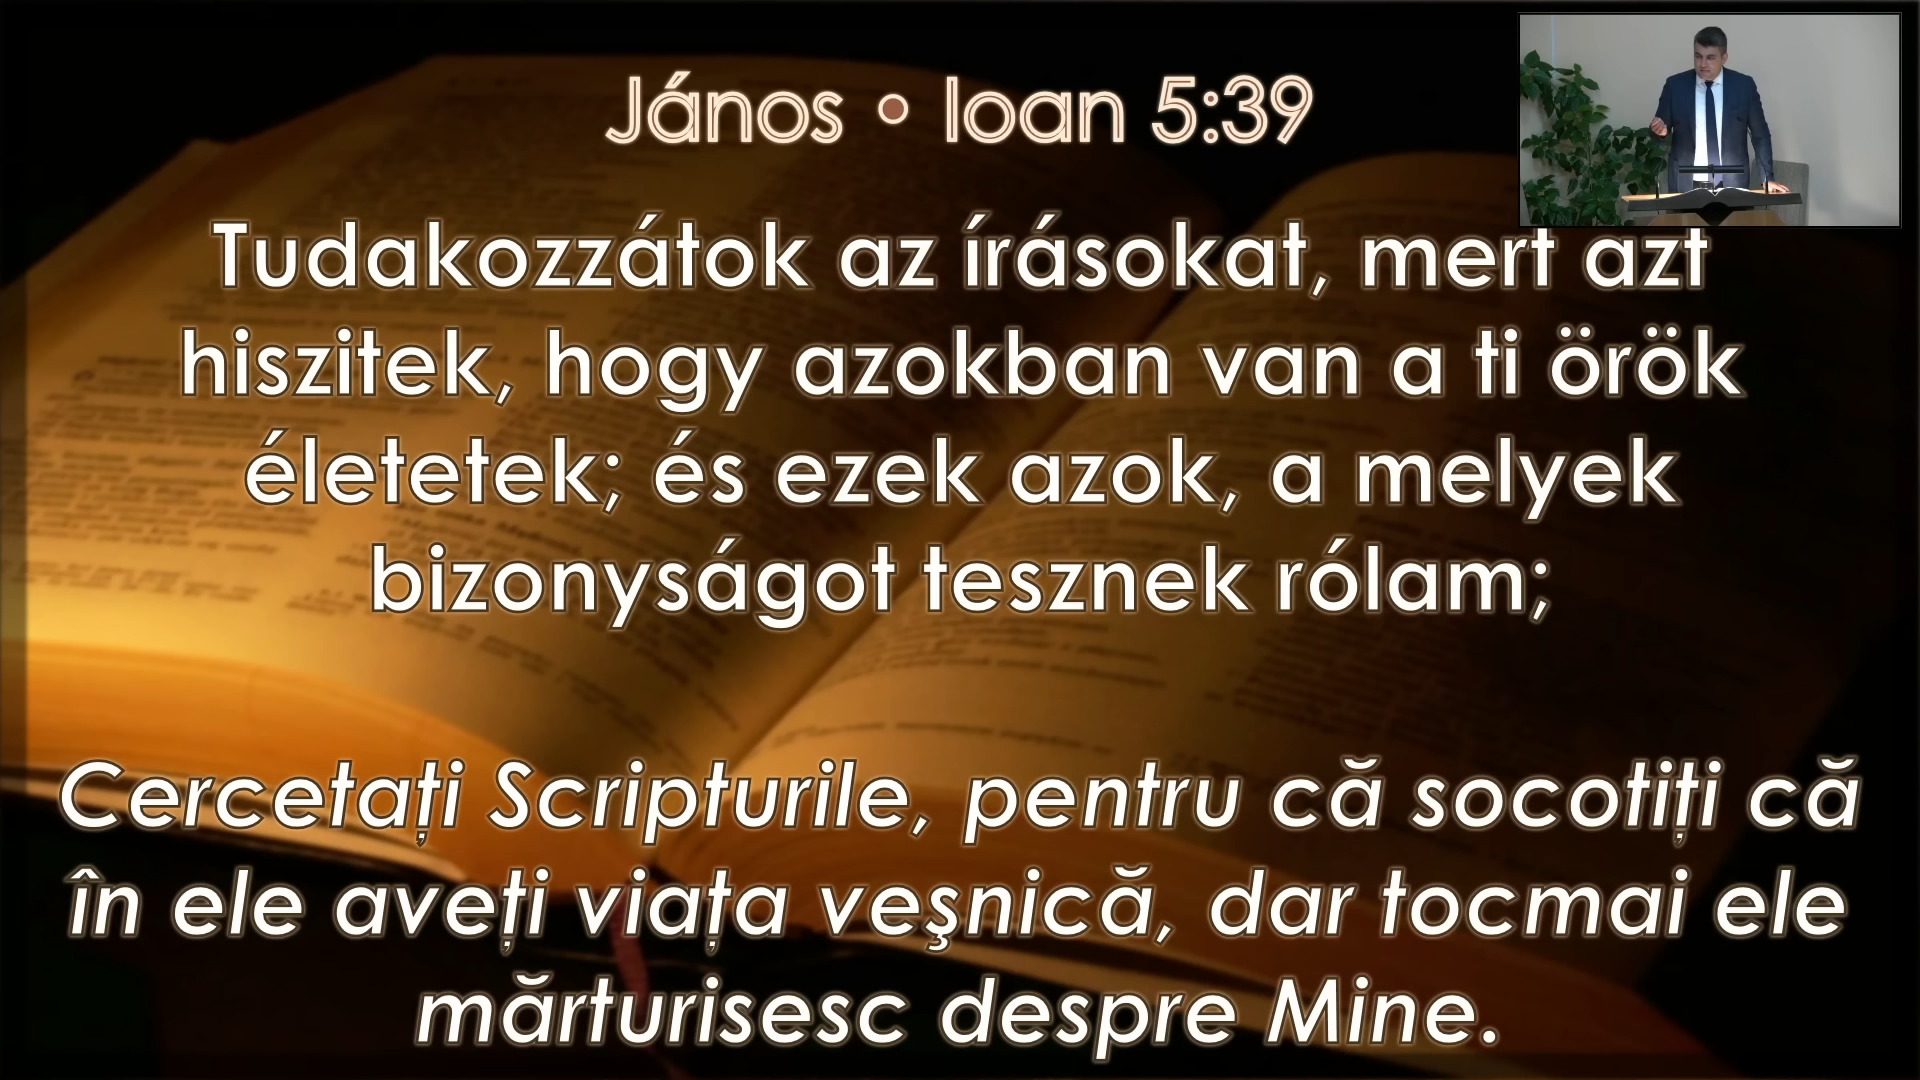 János • Ioan 5:39
Tudakozzátok az írásokat, mert azt
hiszitek, hogy azokban van a ti örök
életetek; és ezek azok, a melyek
bizonyságot tesznek rólam;
Cercetați Scripturile, pentru că socotiți că
în ele aveți viața veşnică, dar tocmai ele
mărturisesc despre Mine.